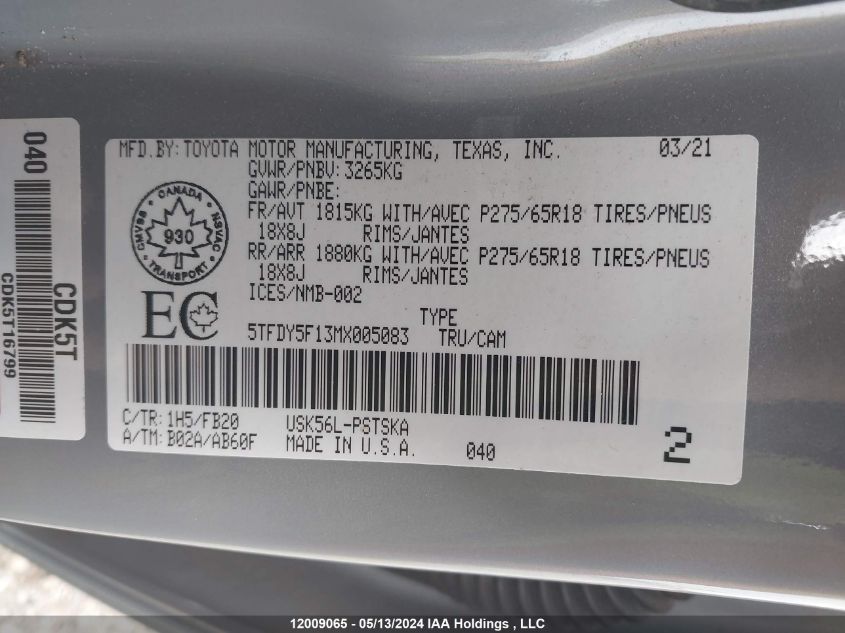 040
CDK5T
CDK5T16799
MFD.BY:TOYOTA MOTOR MANUFACTURING, TEXAS, INC. 03/21
GVWR/PNBV:3265KG
GAWR/PNBE:
FR/AVT 1815KG WITH/AVEC P275/65R18 TIRES/PNEUS
18X8J RIMS/JANTES
RR/ARR 1880KG WITH/AVEC P275/65R18 TIRES/PNEUS
18X8J RIMS/JANTES
ICES/NMB-002
CANADA
CMVSS NSVAC
930
TRANSPORT
EC
TYPE
5TFDY5F13MX005083 TRU/CAM
C/TR:1H5/FB20 USK56L-PSTSKA
A/TM:B02A/AB60F MADE IN U.S.A. 040
2
12009065 - 05/13/2024 IAA Holdings , LLC